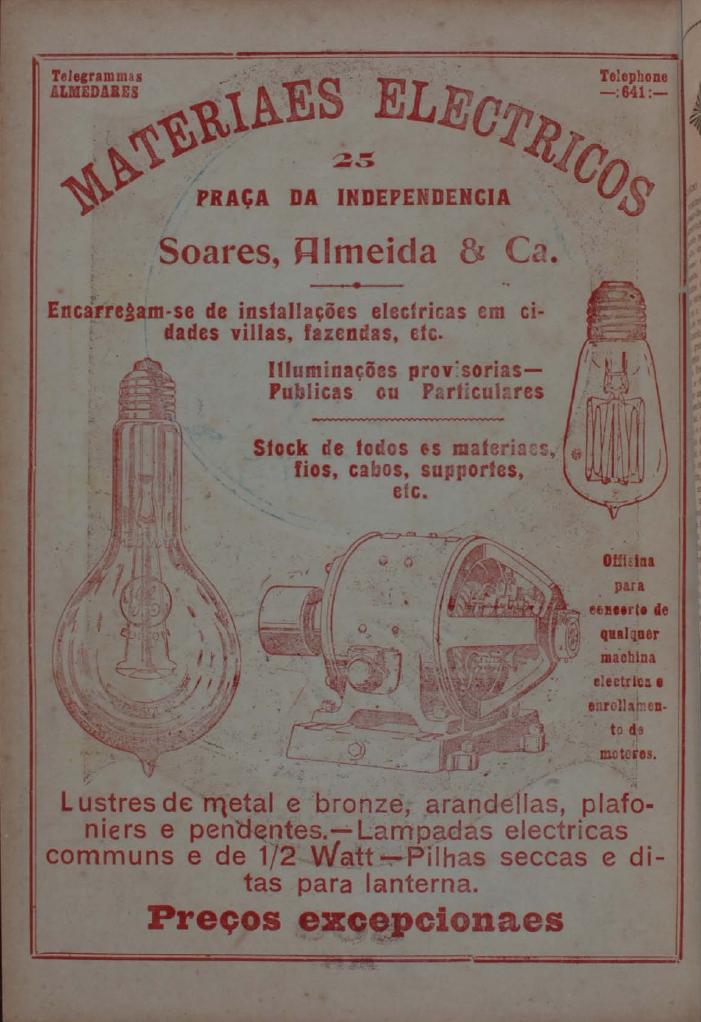 Telegrammas
ALMEDARES
Telephone
—:641:—
MATERIAES ELECTRICOS
25
PRAÇA DA INDEPENDENCIA
Soares, Almeida & Ca.
Encarregam-se de installações electricas em ci-
dades villas, fazendas, etc.
Illuminações provisorias—
Publicas ou Particulares
Stock de todos os materiaes,
fios, cabos, supportes,
etc.
Officina
para
concerto de
qualquer
machina
electrica e
enrollamen-
to de
motores.
Lustres de metal e bronze, arandellas, plafo-
niers e pendentes.—Lampadas electricas
communs e de 1/2 Watt—Pilhas seccas e di-
tas para lanterna.
Preços excepcionaes